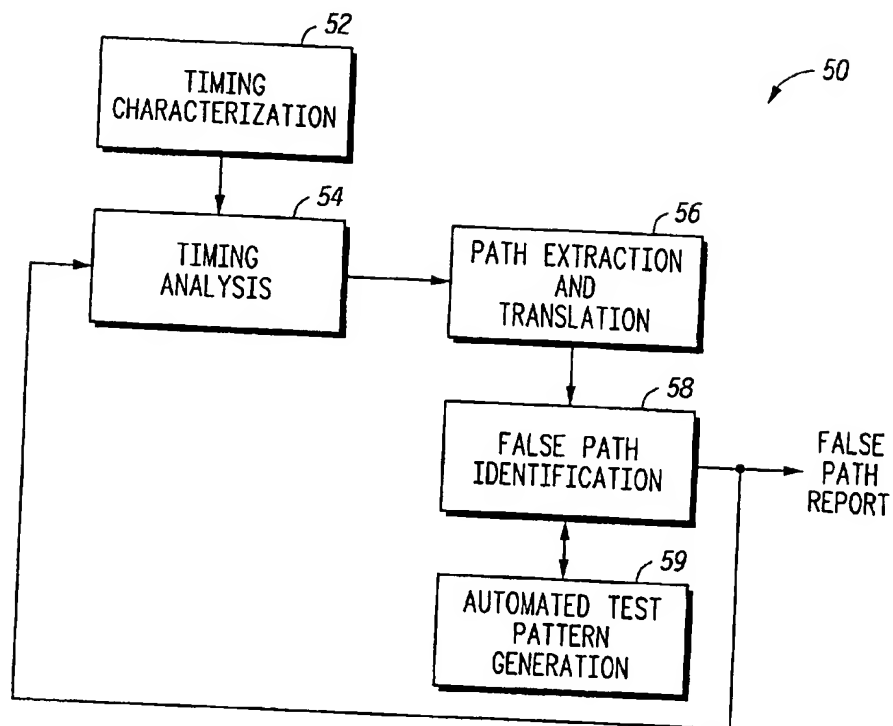 52
TIMING
CHARACTERIZATION
50
54
TIMING
ANALYSIS
56
PATH EXTRACTION
AND
TRANSLATION
58
FALSE PATH
IDENTIFICATION
FALSE
PATH
REPORT
59
AUTOMATED TEST
PATTERN
GENERATION